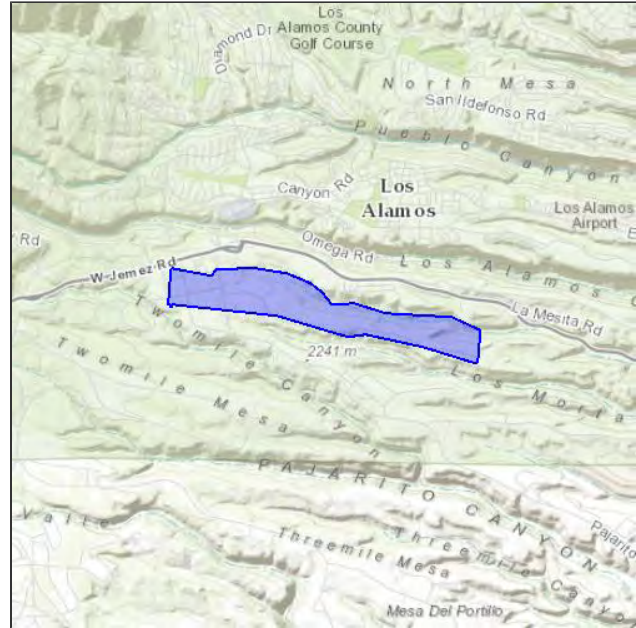 Los
Alamos County
Golf Course
Diamond Dr
North Mesa
San Ildefonso Rd
Pueblo Canyon
Canyon Rd
Los
Alamos
Los Alamos
Airport
Rd
Omega Rd
W Jemez Rd
Los Alamos C
La Mesita Rd
Twomile Canyon
2241 m
Twomile Mesa
Los Morta
PAJARITO CANYON
Valle
Threemile Mesa
Threemile Canyon
Pajarito
Mesa Del Portillo